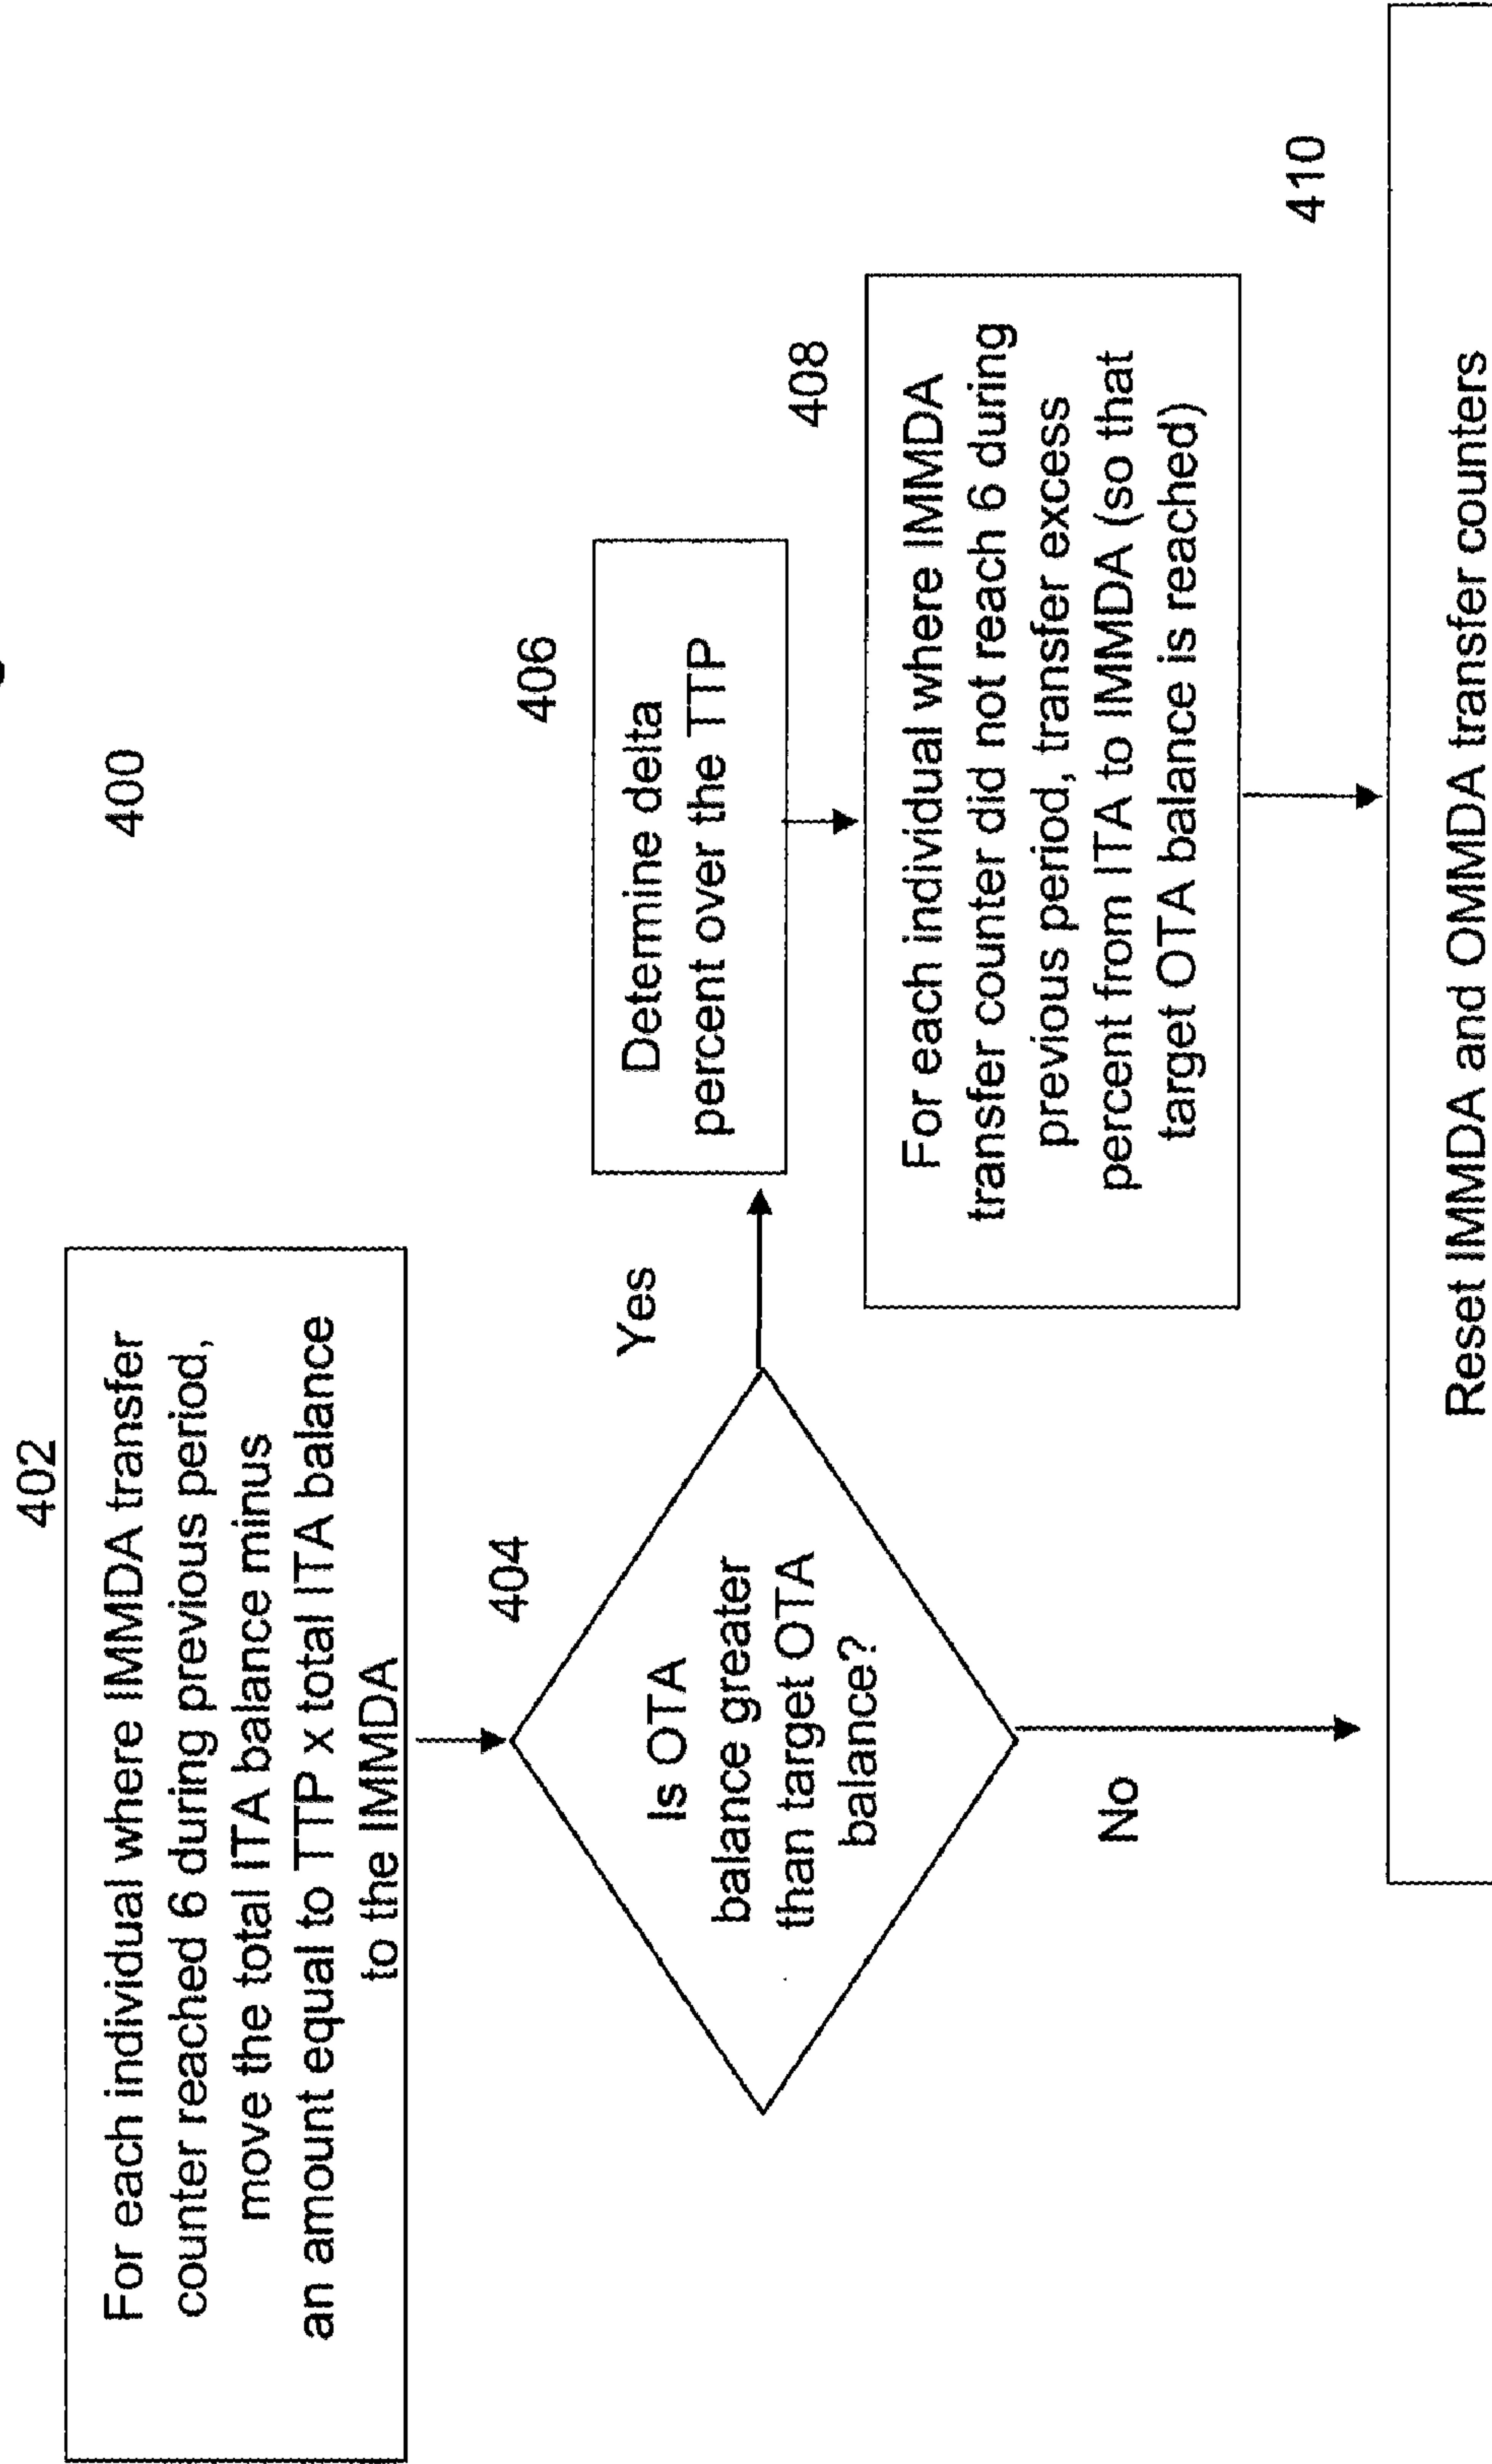 400
402
For each individual where IMMDA transfer
counter reached 6 during previous period,
move the total ITA balance minus
an amount equal to TTP x total ITA balance
to the IMMDA
404
Is OTA
balance greater
than target OTA
balance?
Yes
No
406
Determine delta
percent over the TTP
408
For each individual where IMMDA
transfer counter did not reach 6 during
previous period, transfer excess
percent from ITA to IMMDA (so that
target OTA balance is reached)
410
Reset IMMDA and OMMDA transfer counters